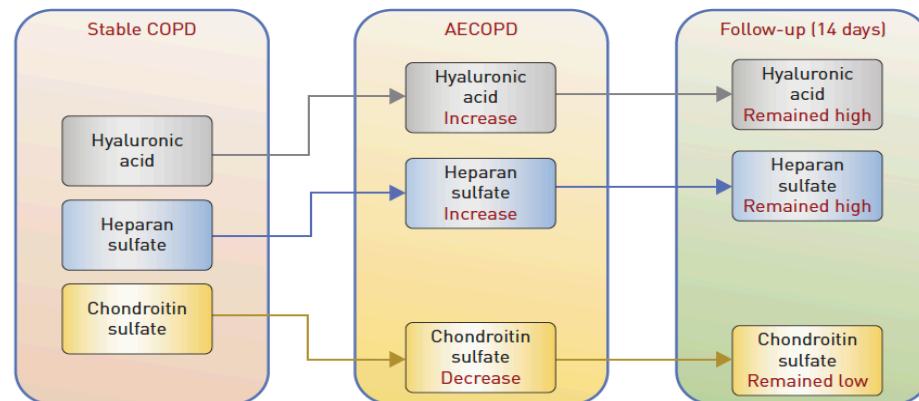 Stable COPD
Hyaluronic
acid
Heparan
sulfate
Chondroitin
sulfate
AECOPD
Hyaluronic
acid
Increase
Heparan
sulfate
Increase
Chondroitin
sulfate
Decrease
Follow-up (14 days)
Hyaluronic
acid
Remained high
Heparan
sulfate
Remained high
Chondroitin
sulfate
Remained low